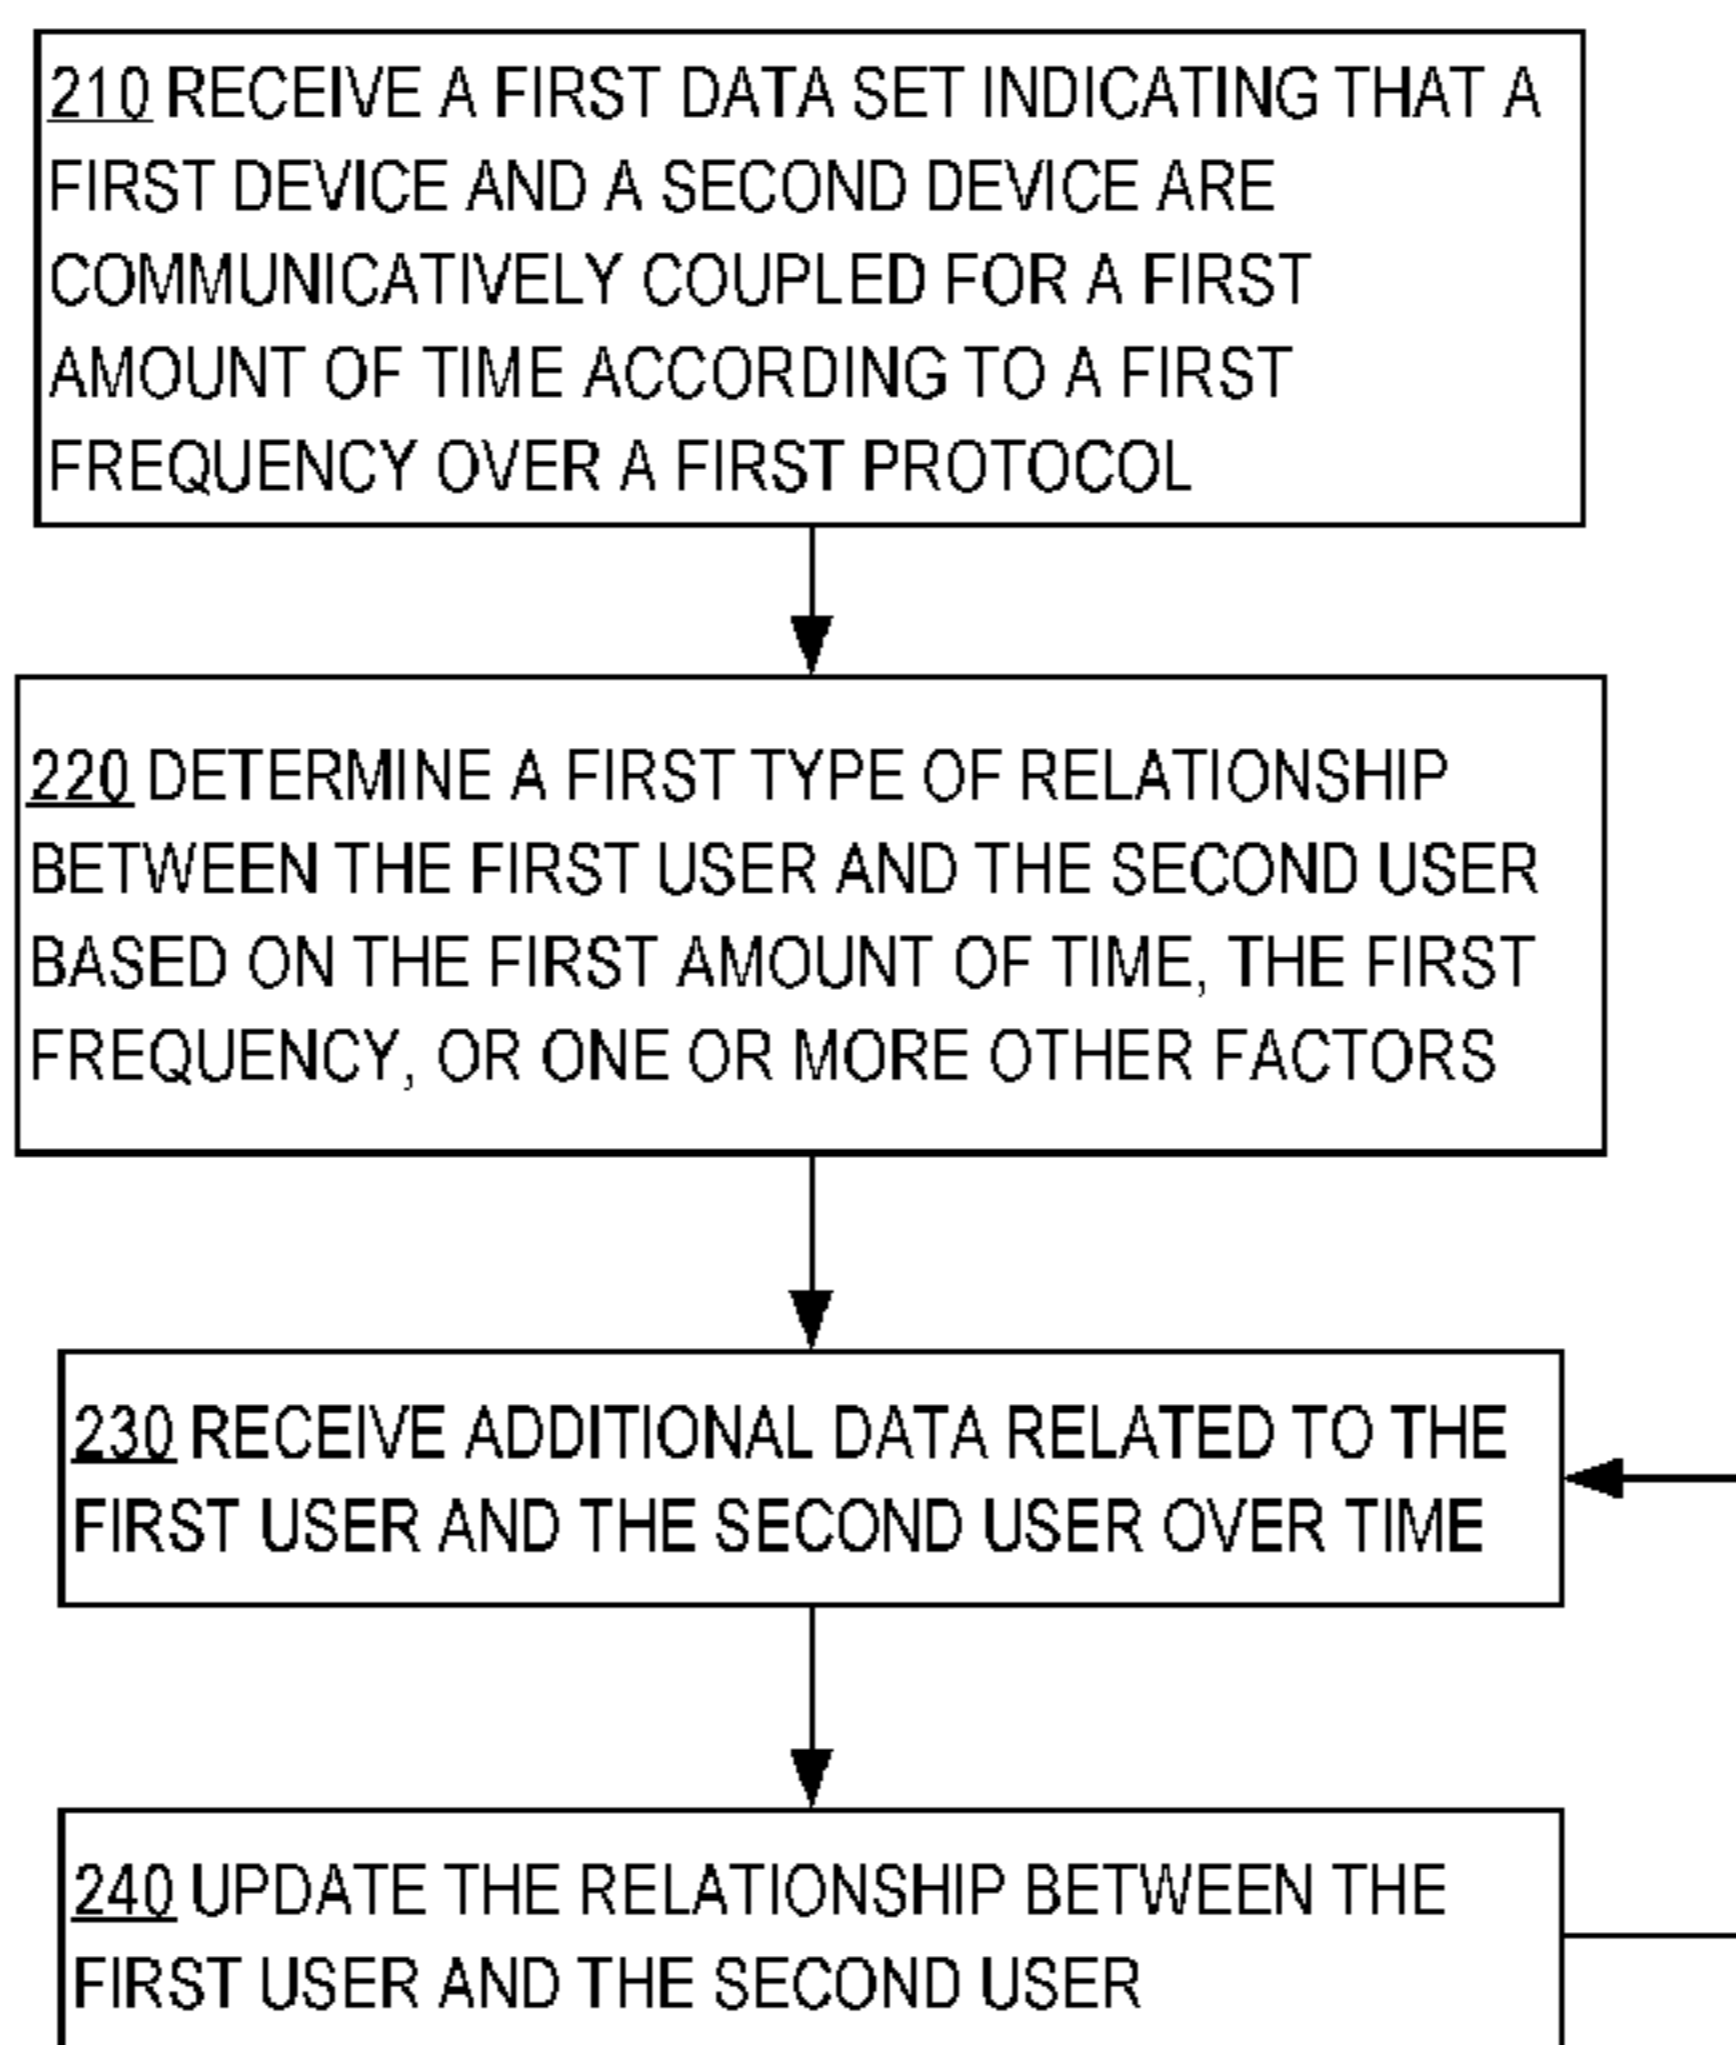 210 RECEIVE A FIRST DATA SET INDICATING THAT A
FIRST DEVICE AND A SECOND DEVICE ARE
COMMUNICATIVELY COUPLED FOR A FIRST
AMOUNT OF TIME ACCORDING TO A FIRST
FREQUENCY OVER A FIRST PROTOCOL
220 DETERMINE A FIRST TYPE OF RELATIONSHIP
BETWEEN THE FIRST USER AND THE SECOND USER
BASED ON THE FIRST AMOUNT OF TIME, THE FIRST
FREQUENCY, OR ONE OR MORE OTHER FACTORS
230 RECEIVE ADDITIONAL DATA RELATED TO THE
FIRST USER AND THE SECOND USER OVER TIME
240 UPDATE THE RELATIONSHIP BETWEEN THE
FIRST USER AND THE SECOND USER